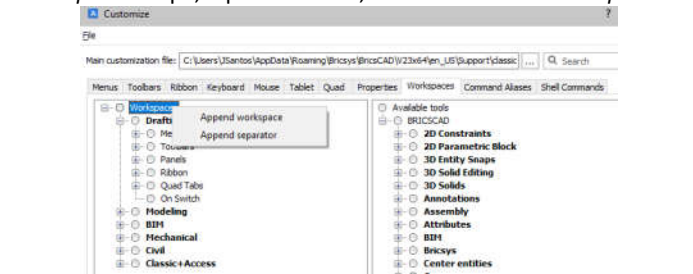 Customize
?
File
Main customization file: C:\Users\JSantos\AppData\Roaming\Bricsys\BricsCAD\V23x64\en_US\Support\classic ... Search
Menus Toolbars Ribbon Keyboard Mouse Tablet Quad Properties Workspaces Command Aliases Shell Commands
Workspace
Drafti
Append workspace
Append separator
Me
Toolbars
Panels
Ribbon
Quad Tabs
On Switch
Modeling
BIM
Mechanical
Civil
Classic+Access
Available tools
BRICSCAD
2D Constraints
2D Parametric Block
3D Entity Snaps
3D Solid Editing
3D Solids
Annotations
Assembly
Attributes
BIM
Bricsys
Center entities